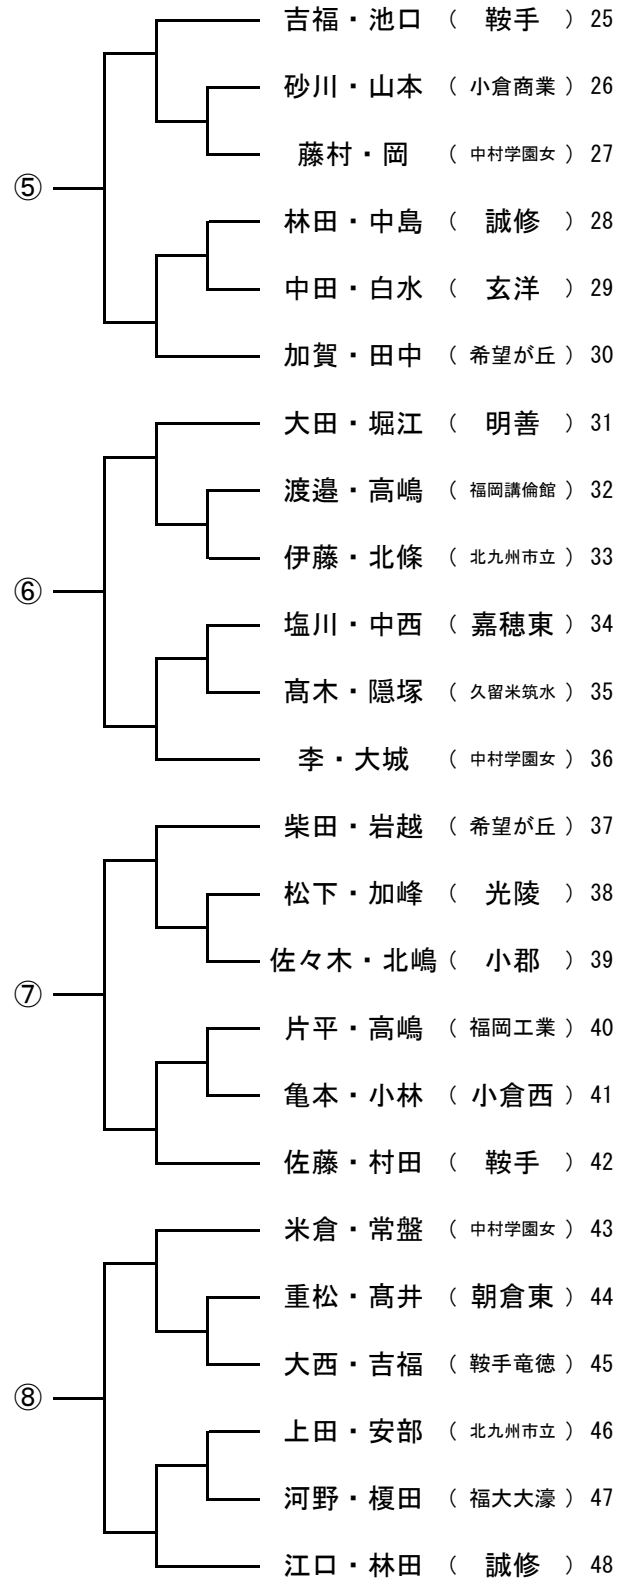 吉福・池口 ( 鞍手 ) 25
砂川・山本 ( 小倉商業 ) 26
藤村・岡 ( 中村学園女 ) 27
⑤
林田・中島 ( 誠修 ) 28
中田・白水 ( 玄洋 ) 29
加賀・田中 ( 希望が丘 ) 30
大田・堀江 ( 明善 ) 31
渡邉・高嶋 ( 福岡講倫館 ) 32
伊藤・北條 ( 北九州市立 ) 33
⑥
塩川・中西 ( 嘉穂東 ) 34
髙木・隠塚 ( 久留米筑水 ) 35
李・大城 ( 中村学園女 ) 36
柴田・岩越 ( 希望が丘 ) 37
松下・加峰 ( 光陵 ) 38
佐々木・北嶋 ( 小郡 ) 39
⑦
片平・高嶋 ( 福岡工業 ) 40
亀本・小林 ( 小倉西 ) 41
佐藤・村田 ( 鞍手 ) 42
米倉・常盤 ( 中村学園女 ) 43
重松・髙井 ( 朝倉東 ) 44
大西・吉福 ( 鞍手竜徳 ) 45
⑧
上田・安部 ( 北九州市立 ) 46
河野・榎田 ( 福大大濠 ) 47
江口・林田 ( 誠修 ) 48